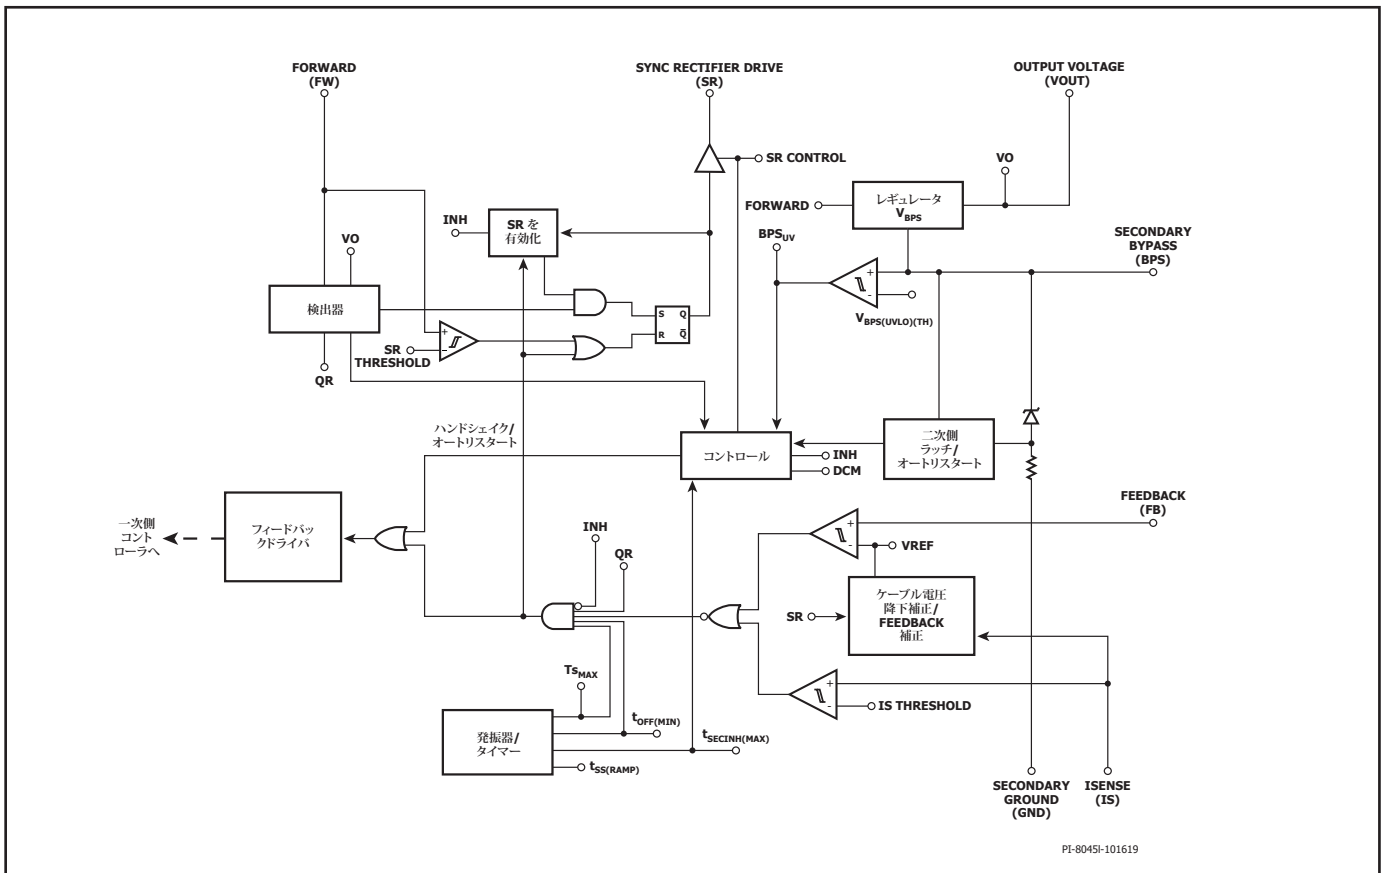 FORWARD
(FW)
SYNC RECTIFIER DRIVE
(SR)
OUTPUT VOLTAGE
(VOUT)
SR CONTROL
VO
レギュレータ
VBPS
FORWARD
INH
SR を
有効化
VO
BPSUV
SECONDARY
BYPASS
(BPS)
検出器
+
-
VBPS(UVLO)(TH)
S Q
R Q̅
+
−
SR
THRESHOLD
QR
ハンドシェイク/
オートリスタート
コントロール
INH
DCM
二次側
ラッチ/
オートリスタート
FEEDBACK
(FB)
一次側
コント
ローラへ
フィードバッ
クドライバ
INH
QR
+
-
VREF
ケーブル電圧
降下補正/
FEEDBACK
補正
SR
TsMAX
+
-
IS THRESHOLD
発振器/
タイマー
tOFF(MIN)
tSECINH(MAX)
tSS(RAMP)
SECONDARY
GROUND
(GND)
ISENSE
(IS)
PI-8045l-101619